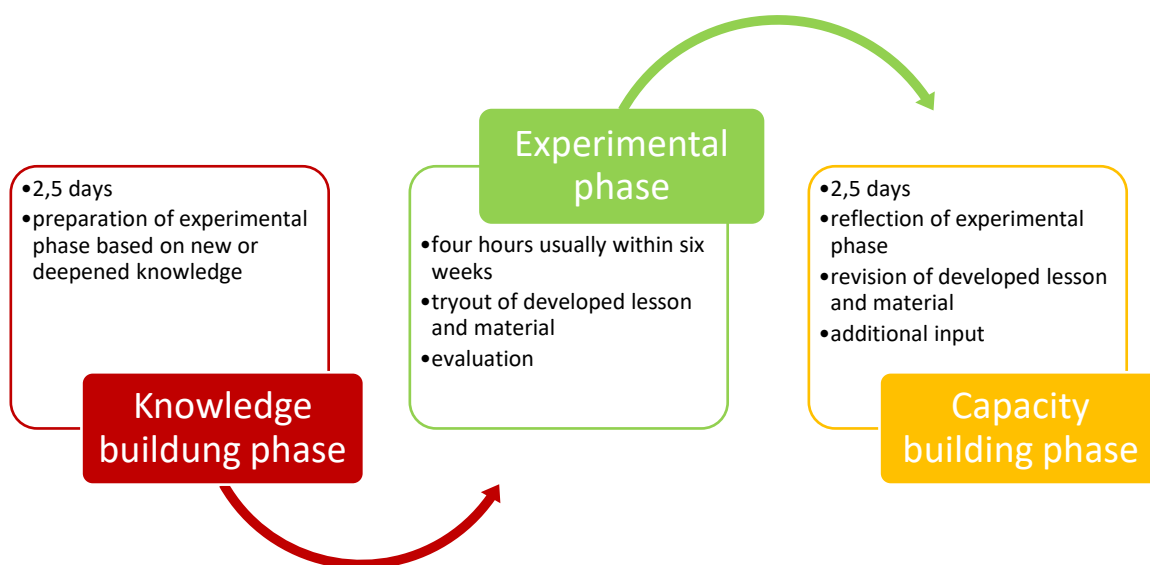 •2,5 days
•preparation of experimental
phase based on new or
deepened knowledge
Knowledge
buildung phase
Experimental
phase
•four hours usually within six
weeks
•tryout of developed lesson
and material
•evaluation
•2,5 days
•reflection of experimental
phase
•revision of developed lesson
and material
•additional input
Capacity
building phase